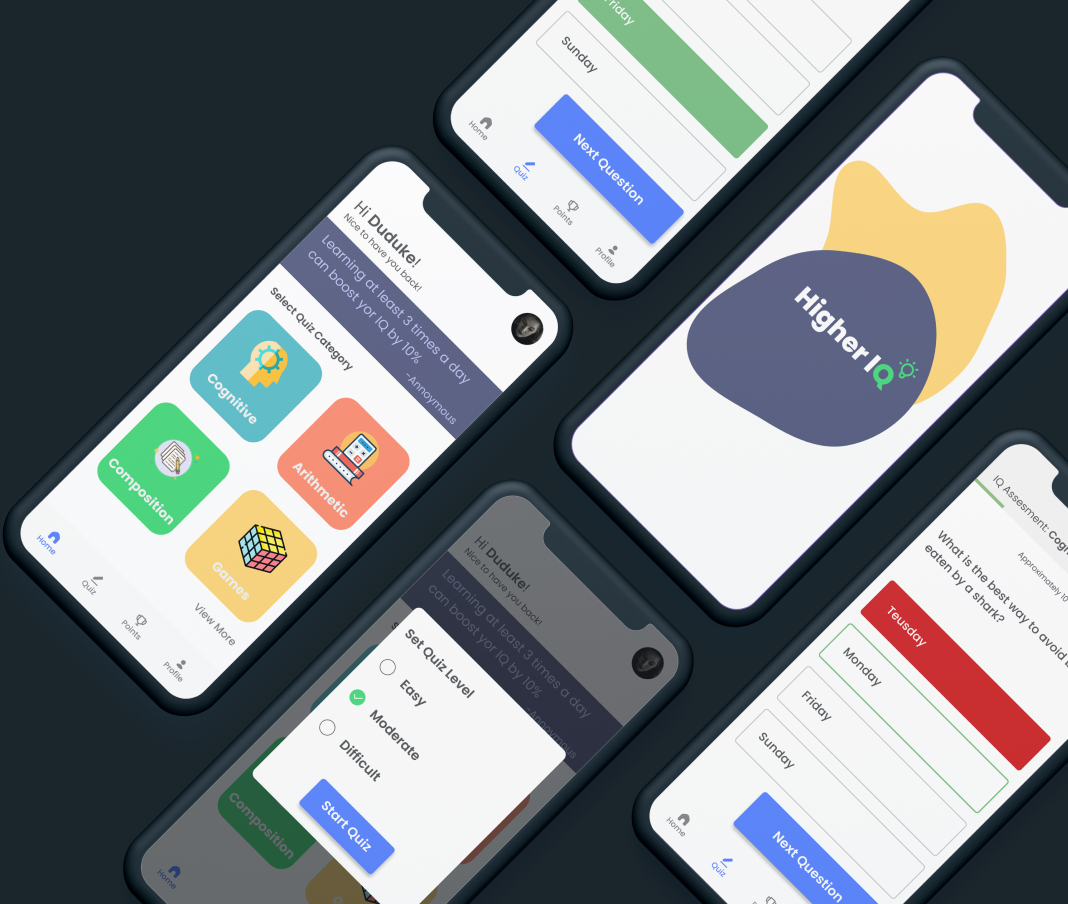 Friday
Sunday
Next Question
Home
Quiz
Points
Profile
Hi Duduke!
Nice to have you back!
Learning at least 3 times a day
can boost yor IQ by 10%
-Annoymous
Select Quiz Category
Cognitive
Arithmetic
Composition
Games
View More
Home
Quiz
Points
Profile
Higher IQ
Hi Duduke!
Nice to have you back!
Learning at least 3 times a day
can boost yor IQ by 10%
-Annoymous
Set Quiz Level
Easy
Moderate
Difficult
Start Quiz
Composition
Home
IQ Assesment:
Approximately 10
What is the best way to avoid
eaten by a shark?
Teusday
Monday
Friday
Sunday
Next Question
Home
Quiz